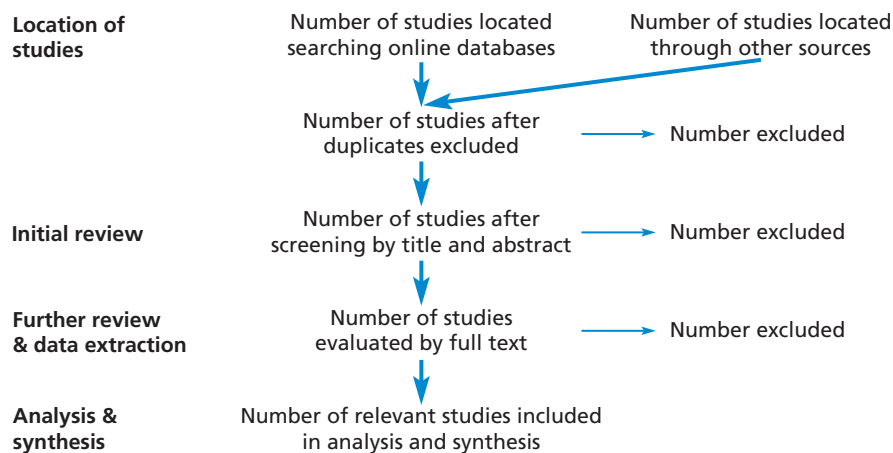 Location of
studies
Number of studies located
searching online databases
Number of studies located
through other sources
Number of studies after
duplicates excluded
Number excluded
Initial review
Number of studies after
screening by title and abstract
Number excluded
Further review
& data extraction
Number of studies
evaluated by full text
Number excluded
Analysis &
synthesis
Number of relevant studies included
in analysis and synthesis